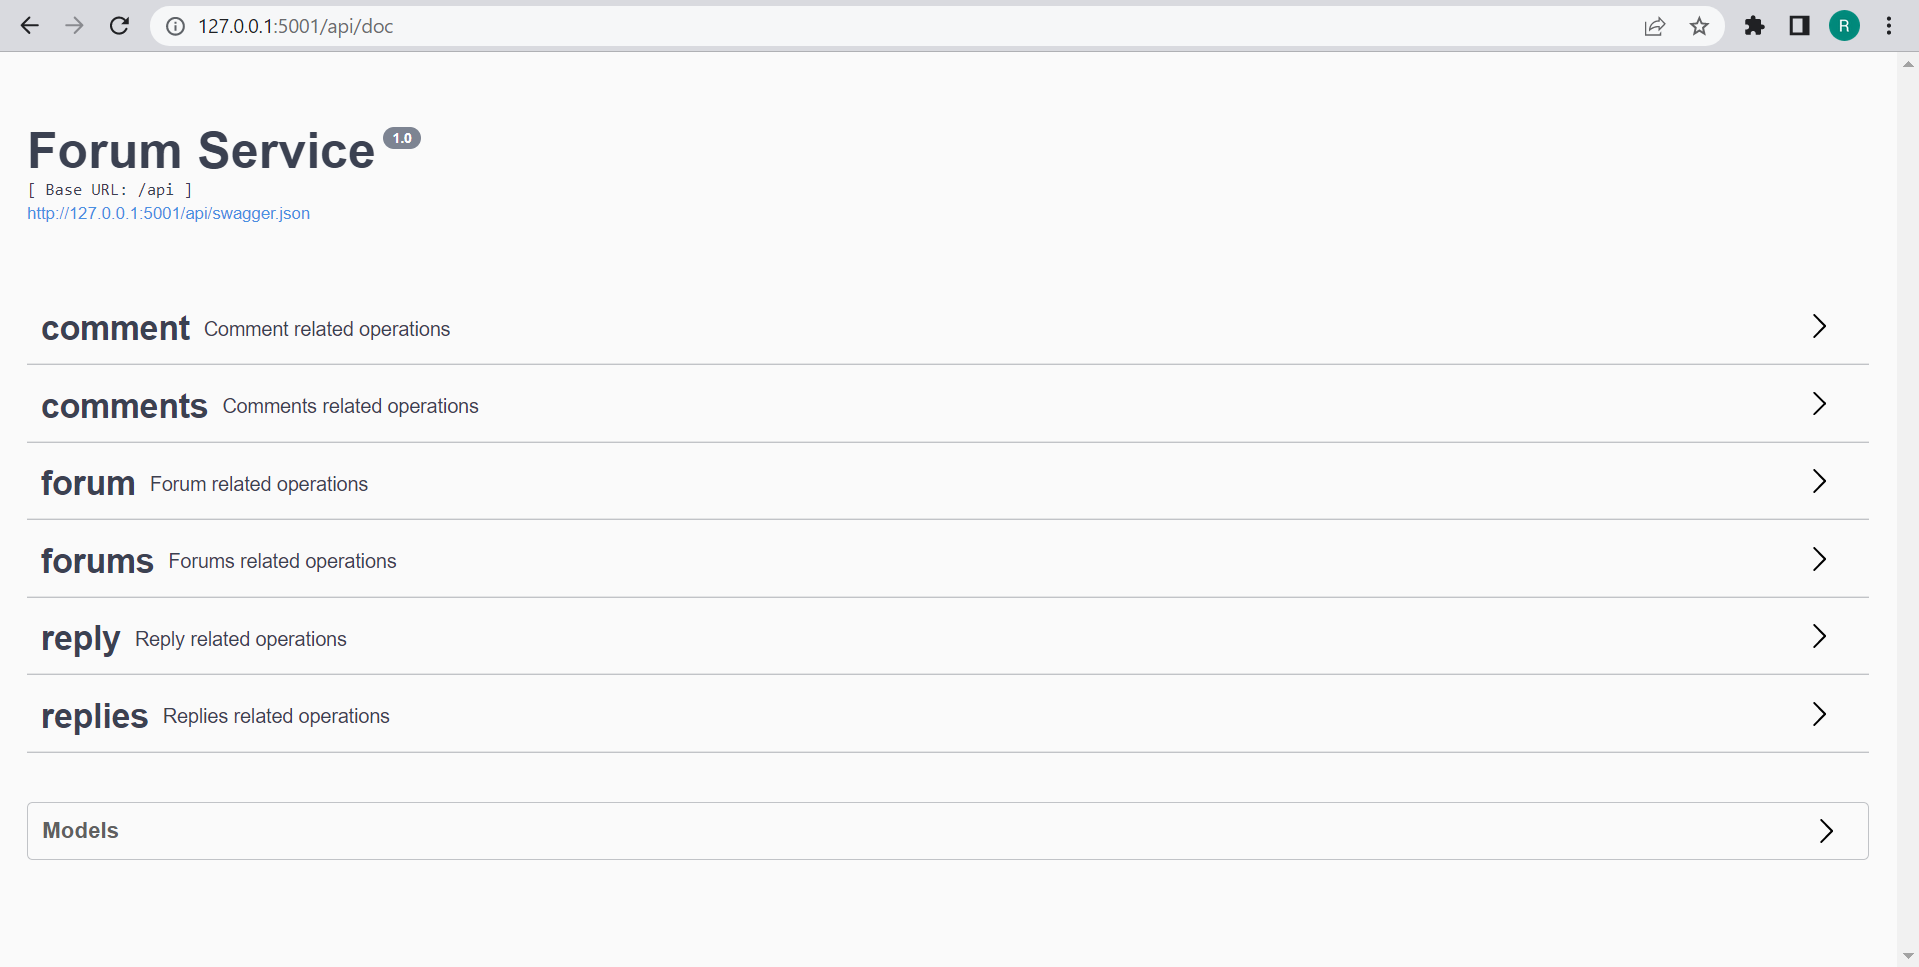 127.0.0.1:5001/api/doc
R
Forum Service 1.0
[ Base URL: /api ]
http://127.0.0.1:5001/api/swagger.json
comment Comment related operations
comments Comments related operations
forum Forum related operations
forums Forums related operations
reply Reply related operations
replies Replies related operations
Models